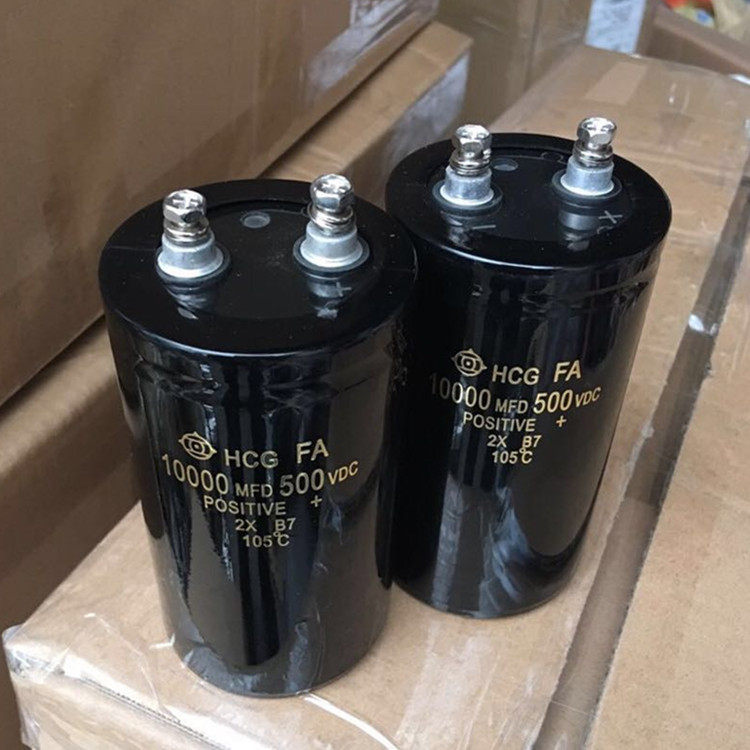 HCG FA
10000 MFD 500 VDC
POSITIVE +
2X B7
105℃
HCG FA
10000 MFD 500 VDC
POSITIVE +
2X B7
105℃